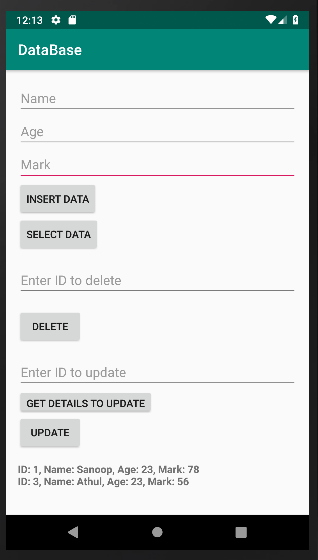 12:13
DataBase
Name
Age
Mark
INSERT DATA
SELECT DATA
Enter ID to delete
DELETE
Enter ID to update
GET DETAILS TO UPDATE
UPDATE
ID: 1, Name: Sanoop, Age: 23, Mark: 78
ID: 3, Name: Athul, Age: 23, Mark: 56